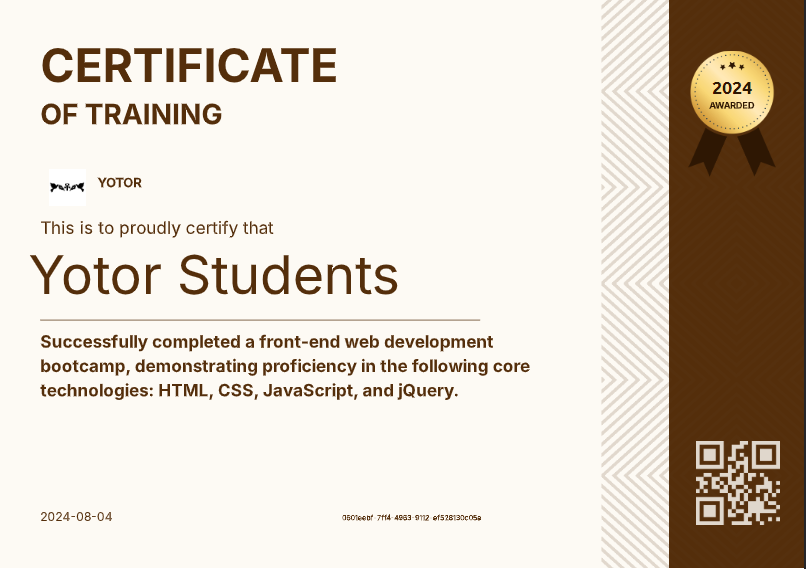 CERTIFICATE
OF TRAINING
YOTOR
This is to proudly certify that
Yotor Students
Successfully completed a front-end web development
bootcamp, demonstrating proficiency in the following core
technologies: HTML, CSS, JavaScript, and jQuery.
2024-08-04
0601eebf-7ff4-4963-9112-ef528130c05a
2024
AWARDED